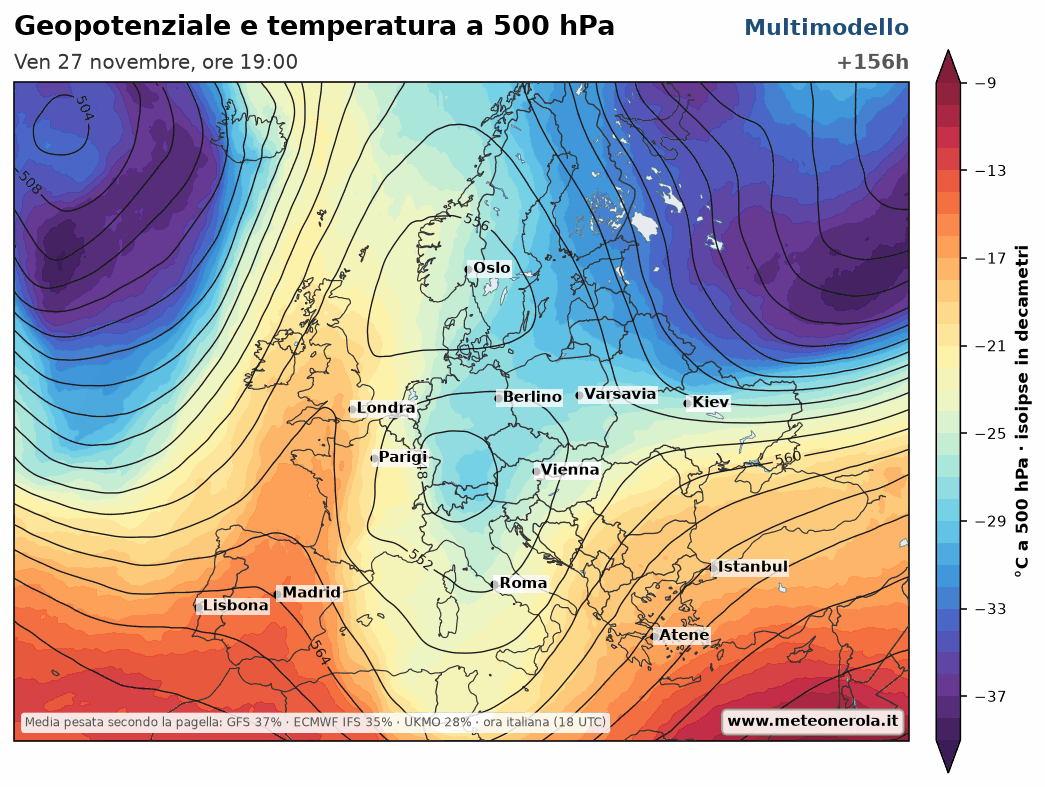 Geopotenziale e temperatura a 500 hPa
Multimodello
Ven 27 novembre, ore 19:00
+156h
504
508
556
Oslo
Londra
Berlino
Varsavia
Kiev
Parigi
Vienna
560
552
Istanbul
Roma
Madrid
Lisbona
Atene
564
Media pesata secondo la pagella: GFS 37% · ECMWF IFS 35% · UKMO 28% · ora italiana (18 UTC)
www.meteonerola.it
−9
−13
−17
−21
−25
−29
−33
−37
°C a 500 hPa · isoipse in decametri